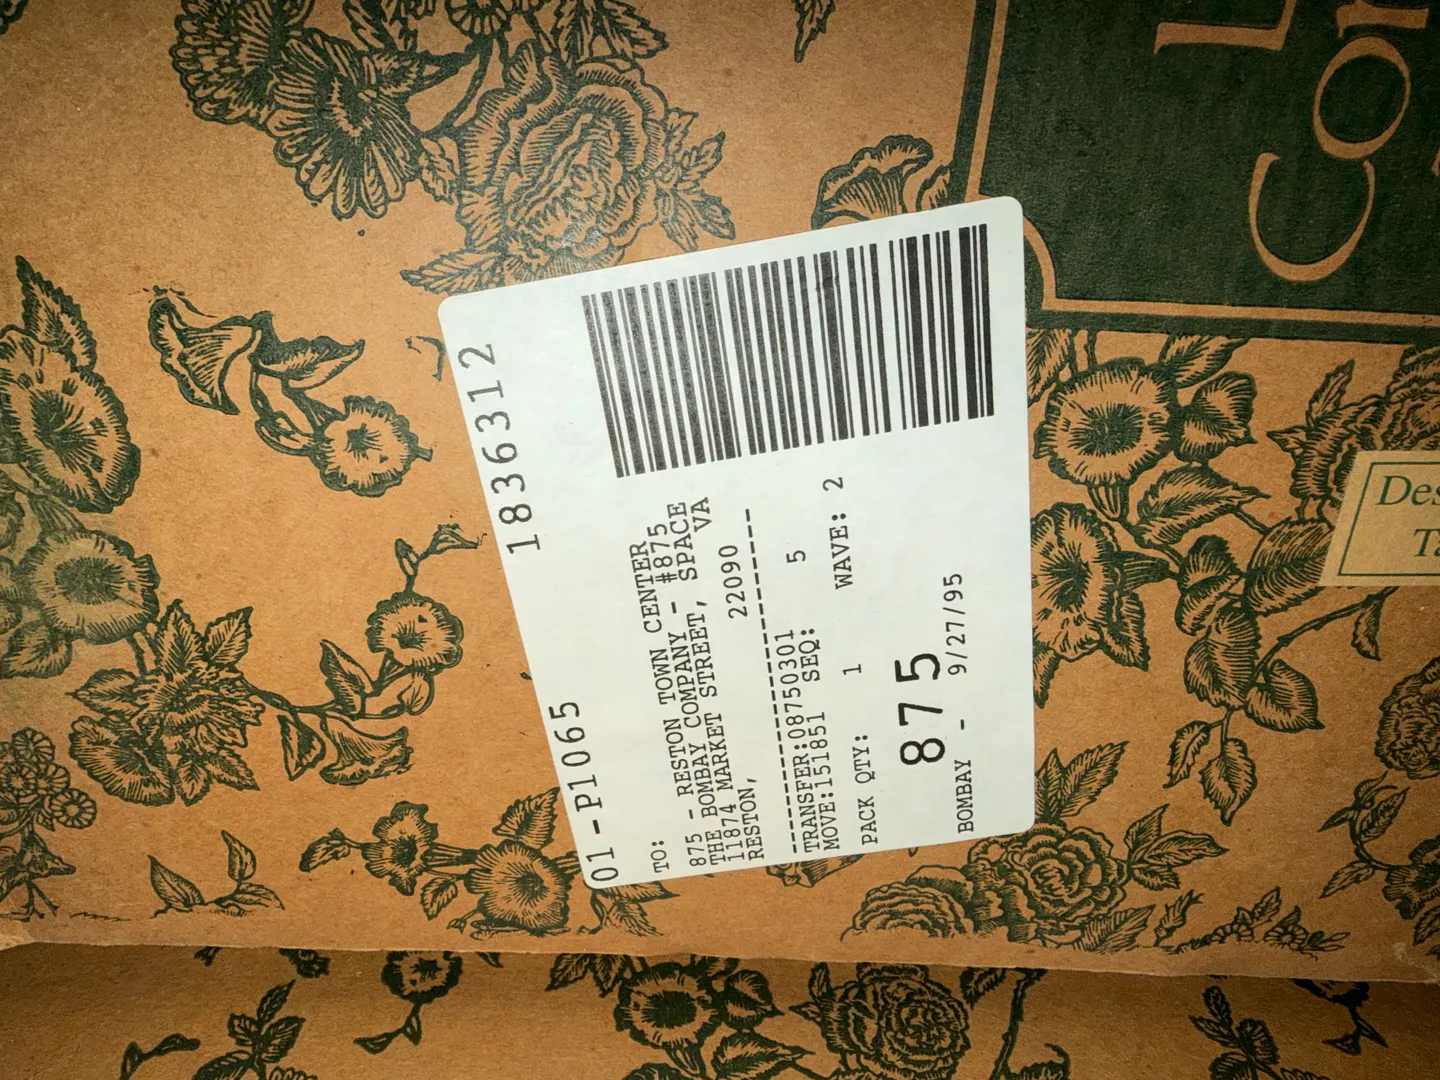 01-P1065 1836312
TO:
875 - RESTON TOWN CENTER
THE BOMBAY COMPANY - #875
11874 MARKET STREET, SPACE
RESTON, VA
22090
TRANSFER:08750301
MOVE:151851 SEQ: 5
PACK QTY: 1 WAVE: 2
875
BOMBAY - 9/27/95